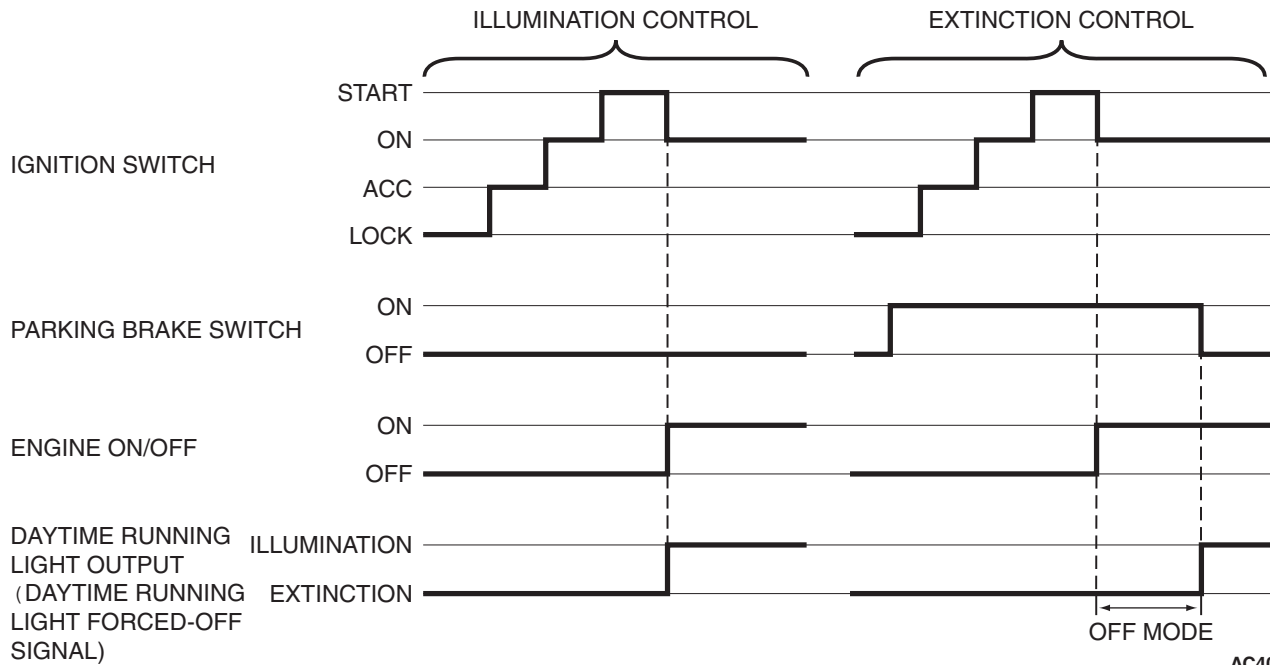 ILLUMINATION CONTROL
EXTINCTION CONTROL
IGNITION SWITCH
START
ON
ACC
LOCK
PARKING BRAKE SWITCH
ON
OFF
ENGINE ON/OFF
ON
OFF
DAYTIME RUNNING
LIGHT OUTPUT
(DAYTIME RUNNING
LIGHT FORCED-OFF
SIGNAL)
ILLUMINATION
EXTINCTION
OFF MODE